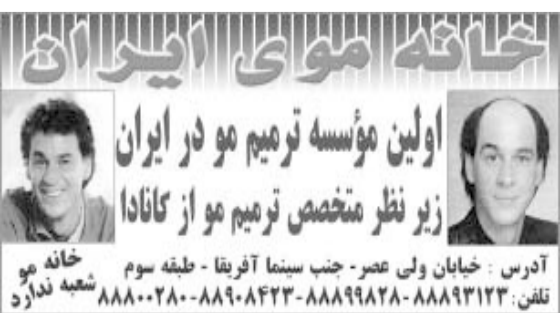 خانه موی ایران
اولین مؤسسه ترمیم مو در ایران
زیر نظر متخصص ترمیم مو از کانادا
آدرس : خیابان ولی عصر - جنب سینما آفریقا - طبقه سوم
تلفن: ۸۸۸۹۳۱۲۳ - ۸۸۸۹۹۸۲۸ - ۸۸۹۰۸۴۲۳ - ۸۸۸۰۰۲۸۰
خانه مو
شعبه ندارد